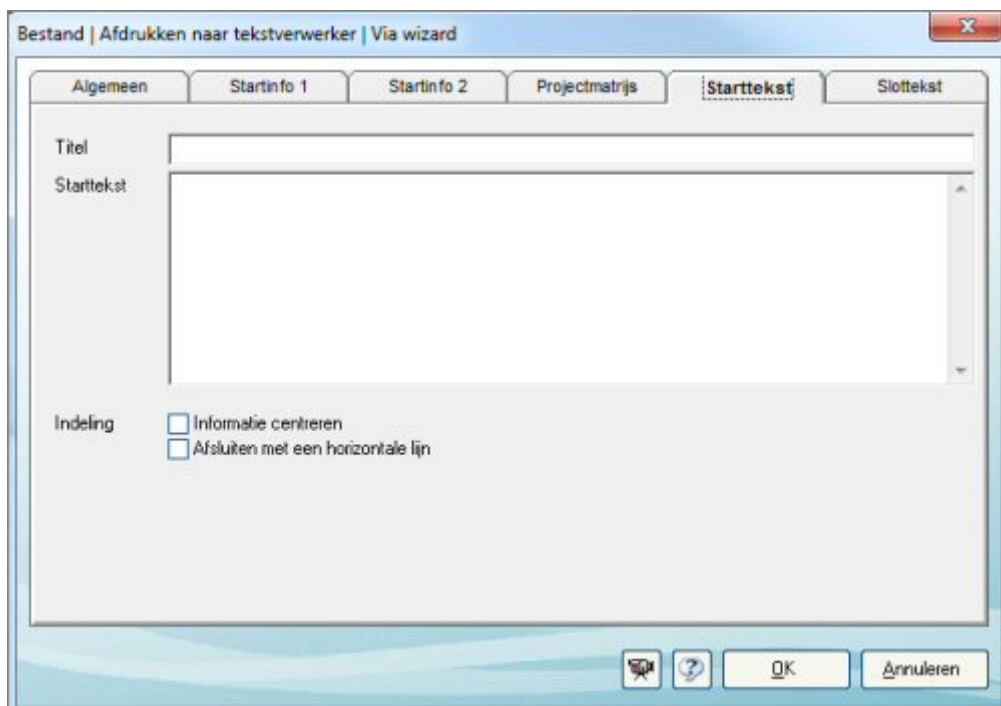 Bestand | Afdrukken naar tekstverwerker | Via wizard
Algemeen Startinfo 1 Startinfo 2 Projectmatrijs Starttekst Slottekst
Titel
Starttekst
Indeling Informatie centreren
Afsluiten met een horizontale lijn
OK Annuleren